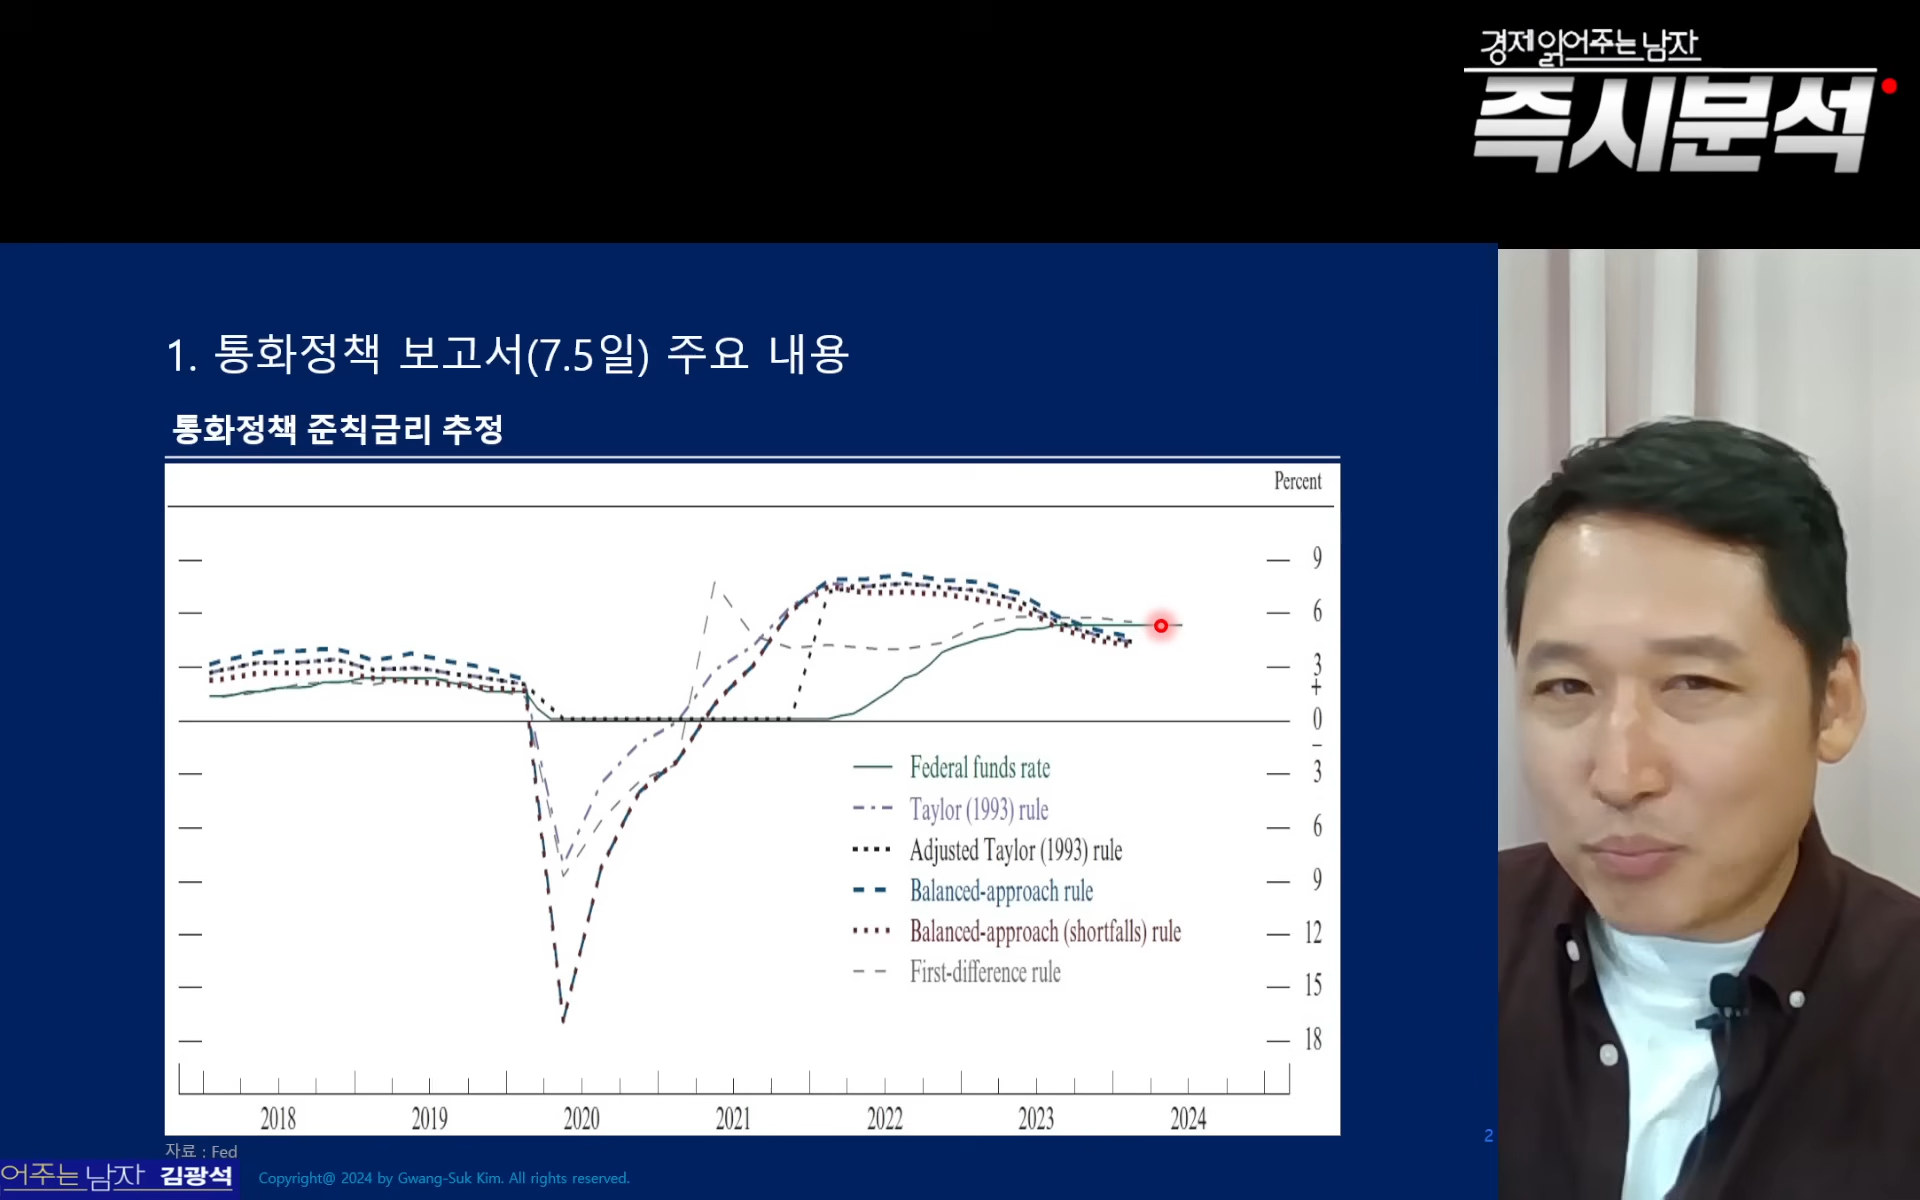 경제읽어주는남자
즉시분석
1. 통화정책 보고서(7.5일) 주요 내용
통화정책 준칙금리 추정
Percent
9
6
3
+
0
−
3
6
9
12
15
18
Federal funds rate
Taylor (1993) rule
Adjusted Taylor (1993) rule
Balanced-approach rule
Balanced-approach (shortfalls) rule
First-difference rule
2018 2019 2020 2021 2022 2023 2024
자료 : Fed
2
어주는남자 김광석
Copyright@ 2024 by Gwang-Suk Kim. All rights reserved.